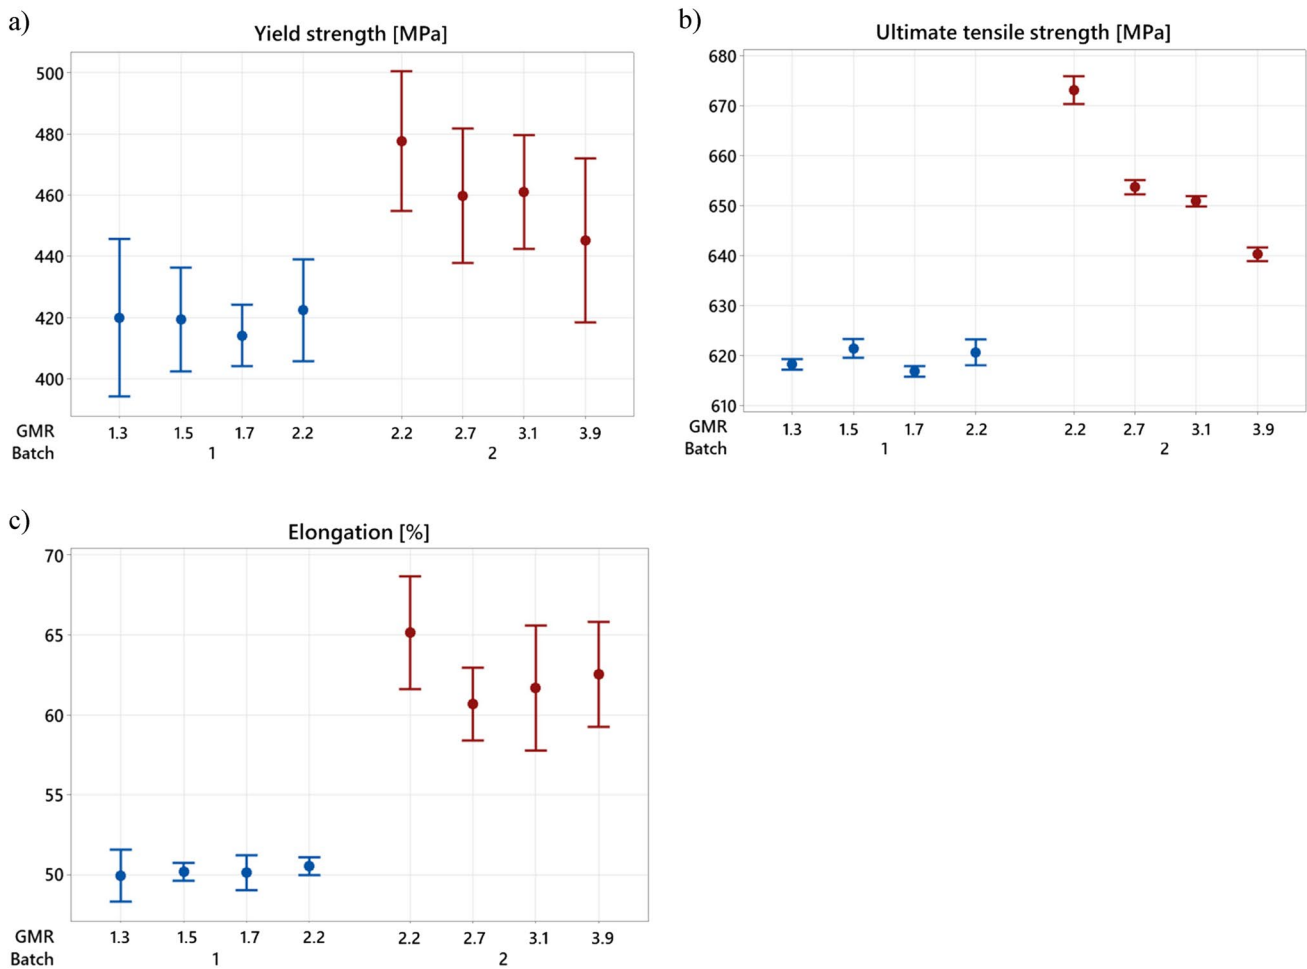 a)
Yield strength [MPa]
500
480
460
440
420
400
GMR 1.3 1.5 1.7 2.2 2.2 2.7 3.1 3.9
Batch 1 2
b)
Ultimate tensile strength [MPa]
680
670
660
650
640
630
620
610
GMR 1.3 1.5 1.7 2.2 2.2 2.7 3.1 3.9
Batch 1 2
c)
Elongation [%]
70
65
60
55
50
GMR 1.3 1.5 1.7 2.2 2.2 2.7 3.1 3.9
Batch 1 2